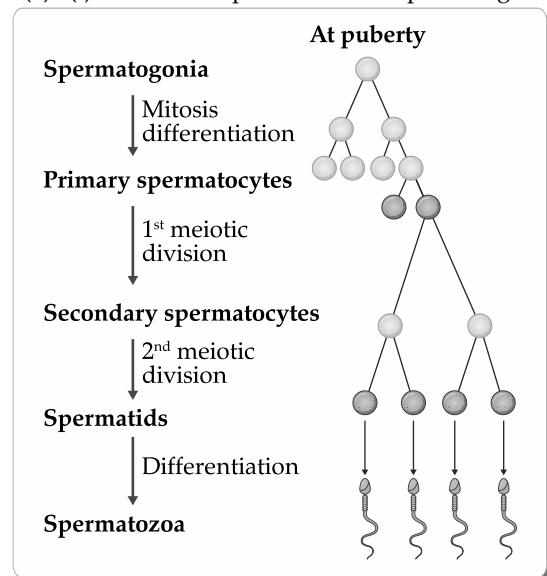 At puberty
Spermatogonia
Mitosis
differentiation
Primary spermatocytes
1st meiotic
division
Secondary spermatocytes
2nd meiotic
division
Spermatids
Differentiation
Spermatozoa